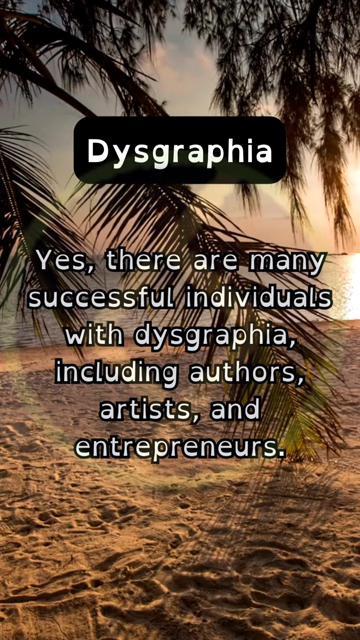 Dysgraphia
Yes, there are many
successful individuals
with dysgraphia,
including authors,
artists, and
entrepreneurs.